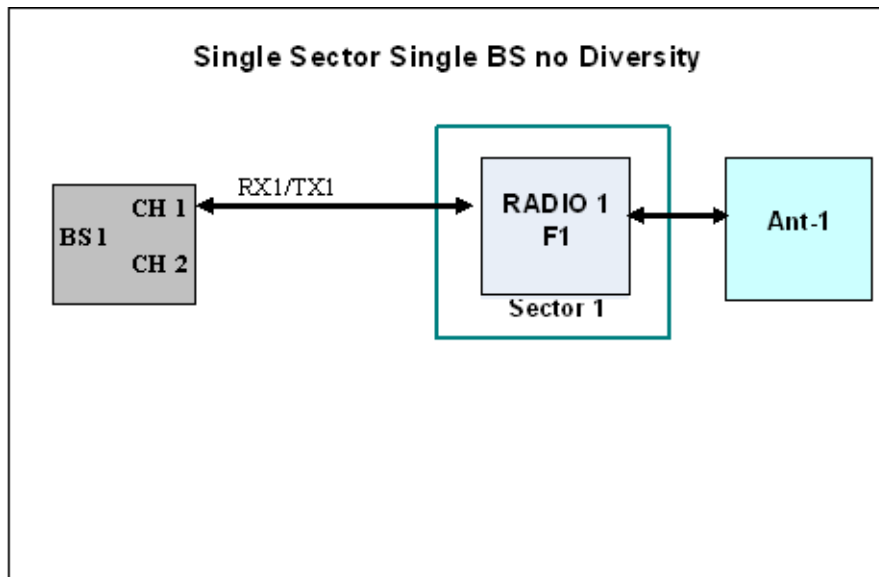 Single Sector Single BS no Diversity
RX1/TX1
CH 1
BS1
CH 2
RADIO 1
F1
Sector 1
Ant-1